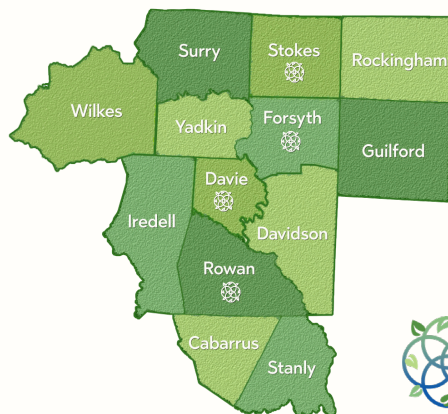 Surry
Stokes
Rockingham
Wilkes
Yadkin
Forsyth
Guilford
Davie
Iredell
Davidson
Rowan
Cabarrus
Stanly